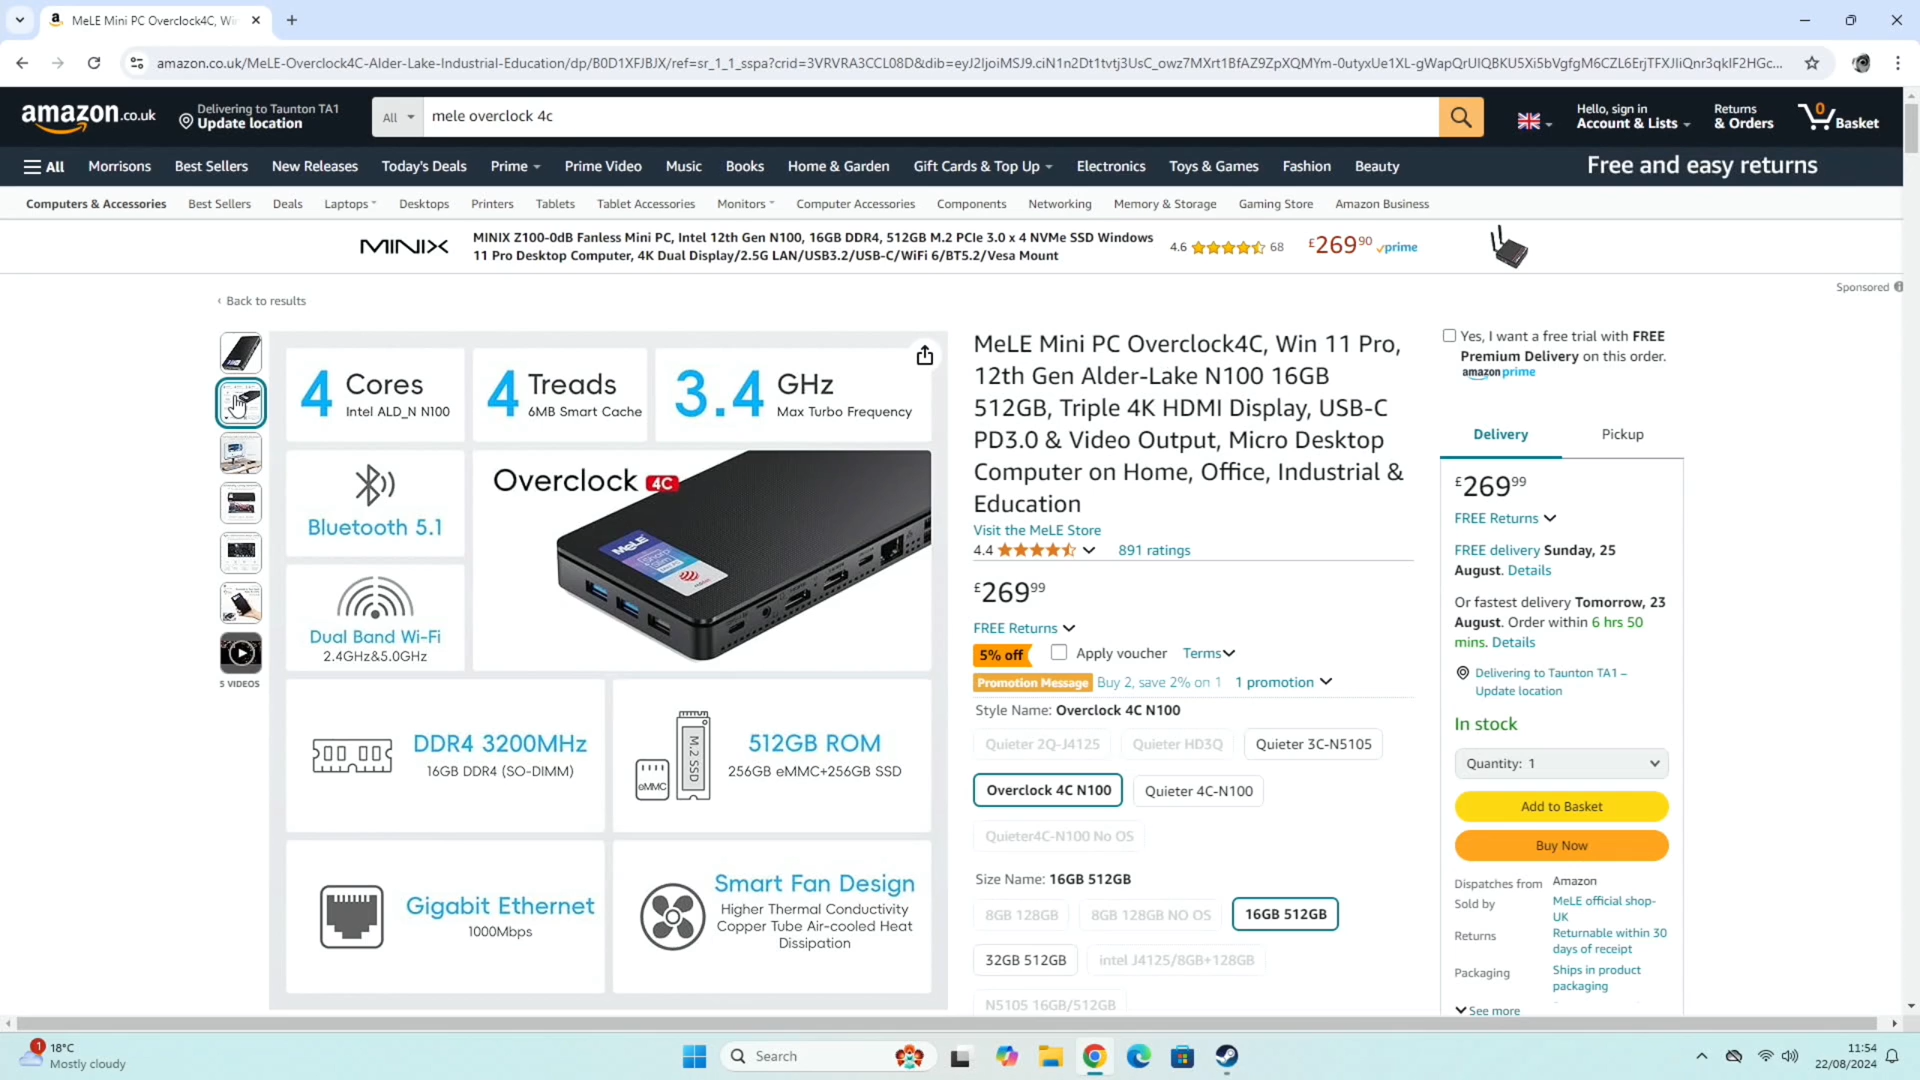 MeLE Mini PC Overclock4C, Wi
amazon.co.uk/MeLE-Overclock4C-Alder-Lake-Industrial-Education/dp/B0D1XFJBJX/ref=sr_1_1_sspa?crid=3VRVRA3CCL08D&dib=eyJ2IjoiMSJ9.ciN1n2Dt1tvtj3UsC_owz7MXrt1BfAZ9ZpXQMYm-0utyxUe1XL-gWapQrUIQBKU5Xi5bVgfgM6CZL6ErjTFXJIiQnr3qkIF2HGc...
amazon.co.uk
Delivering to Taunton TA1
Update location
All
mele overclock 4c
Hello, sign in
Account & Lists
Returns
& Orders
0
Basket
All Morrisons Best Sellers New Releases Today's Deals Prime Prime Video Music Books Home & Garden Gift Cards & Top Up Electronics Toys & Games Fashion Beauty
Free and easy returns
Computers & Accessories Best Sellers Deals Laptops Desktops Printers Tablets Tablet Accessories Monitors Computer Accessories Components Networking Memory & Storage Gaming Store Amazon Business
MINIX
MINIX Z100-0dB Fanless Mini PC, Intel 12th Gen N100, 16GB DDR4, 512GB M.2 PCIe 3.0 x 4 NVMe SSD Windows
11 Pro Desktop Computer, 4K Dual Display/2.5G LAN/USB3.2/USB-C/WiFi 6/BT5.2/Vesa Mount
4.6 68
£269.90 prime
Sponsored
‹ Back to results
5 VIDEOS
4 Cores
Intel ALD_N N100
4 Treads
6MB Smart Cache
3.4 GHz
Max Turbo Frequency
Bluetooth 5.1
Overclock 4C
MeLE
Dual Band Wi-Fi
2.4GHz&5.0GHz
DDR4 3200MHz
16GB DDR4 (SO-DIMM)
eMMC
M.2 SSD
512GB ROM
256GB eMMC+256GB SSD
Gigabit Ethernet
1000Mbps
Smart Fan Design
Higher Thermal Conductivity
Copper Tube Air-cooled Heat
Dissipation
MeLE Mini PC Overclock4C, Win 11 Pro,
12th Gen Alder-Lake N100 16GB
512GB, Triple 4K HDMI Display, USB-C
PD3.0 & Video Output, Micro Desktop
Computer on Home, Office, Industrial &
Education
Visit the MeLE Store
4.4 891 ratings
£269.99
FREE Returns
5% off Apply voucher Terms
Promotion Message Buy 2, save 2% on 1 1 promotion
Style Name: Overclock 4C N100
Quieter 2Q-J4125 Quieter HD3Q Quieter 3C-N5105
Overclock 4C N100 Quieter 4C-N100
Quieter4C-N100 No OS
Size Name: 16GB 512GB
8GB 128GB 8GB 128GB NO OS 16GB 512GB
32GB 512GB intel J4125/8GB+128GB
N5105 16GB/512GB
Yes, I want a free trial with FREE
Premium Delivery on this order.
amazon prime
Delivery Pickup
£269.99
FREE Returns
FREE delivery Sunday, 25
August. Details
Or fastest delivery Tomorrow, 23
August. Order within 6 hrs 50
mins. Details
Delivering to Taunton TA1 –
Update location
In stock
Quantity: 1
Add to Basket
Buy Now
Dispatches from Amazon
Sold by MeLE official shop-
UK
Returns Returnable within 30
days of receipt
Packaging Ships in product
packaging
See more
1
18°C
Mostly cloudy
Search
11:54
22/08/2024